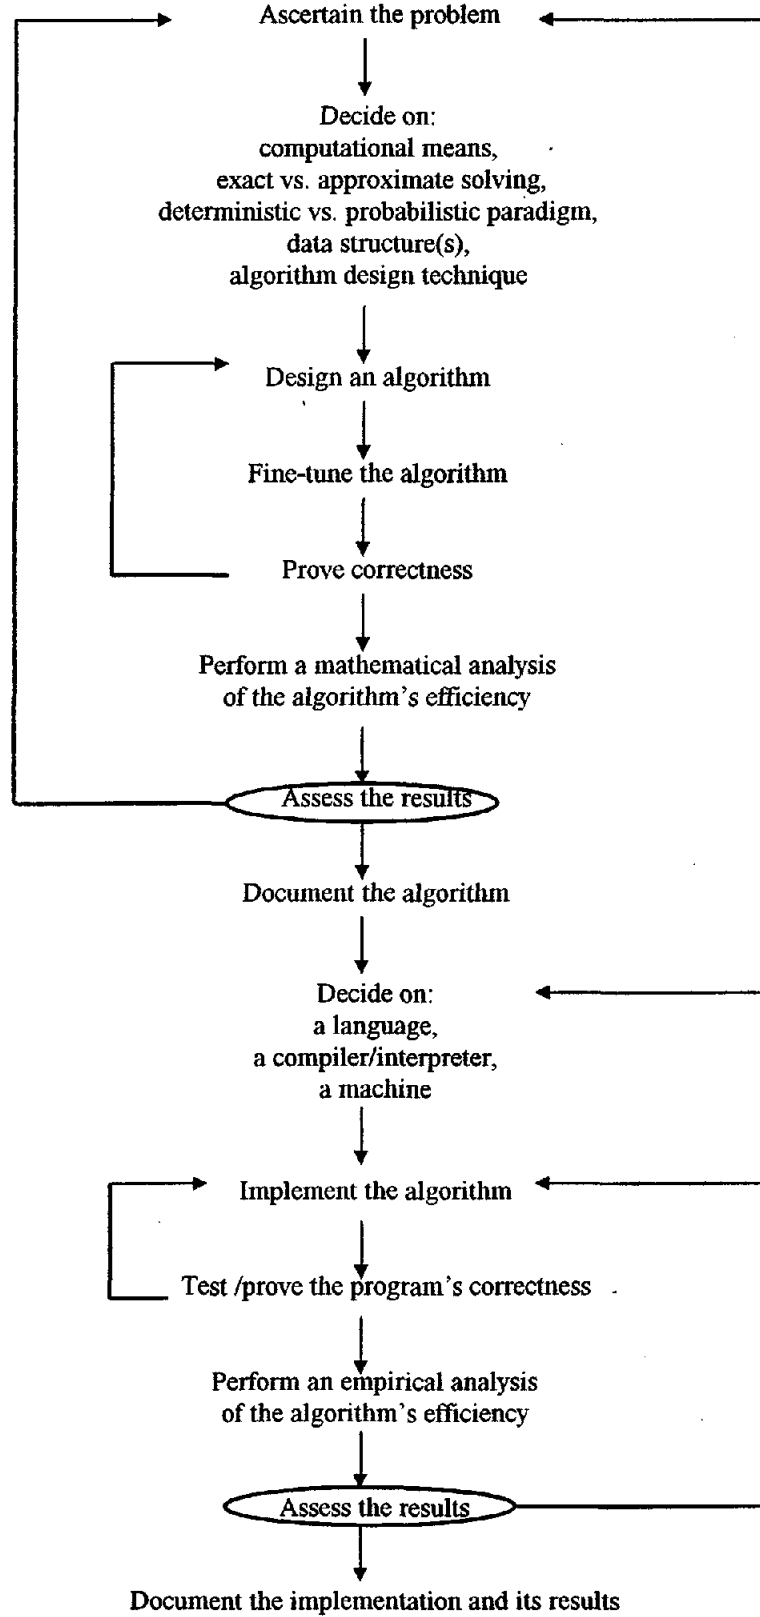 Ascertain the problem
Decide on:
computational means,
exact vs. approximate solving,
deterministic vs. probabilistic paradigm,
data structure(s),
algorithm design technique
Design an algorithm
Fine-tune the algorithm
Prove correctness
Perform a mathematical analysis
of the algorithm's efficiency
Assess the results
Document the algorithm
Decide on:
a language,
a compiler/interpreter,
a machine
Implement the algorithm
Test /prove the program's correctness
Perform an empirical analysis
of the algorithm's efficiency
Assess the results
Document the implementation and its results